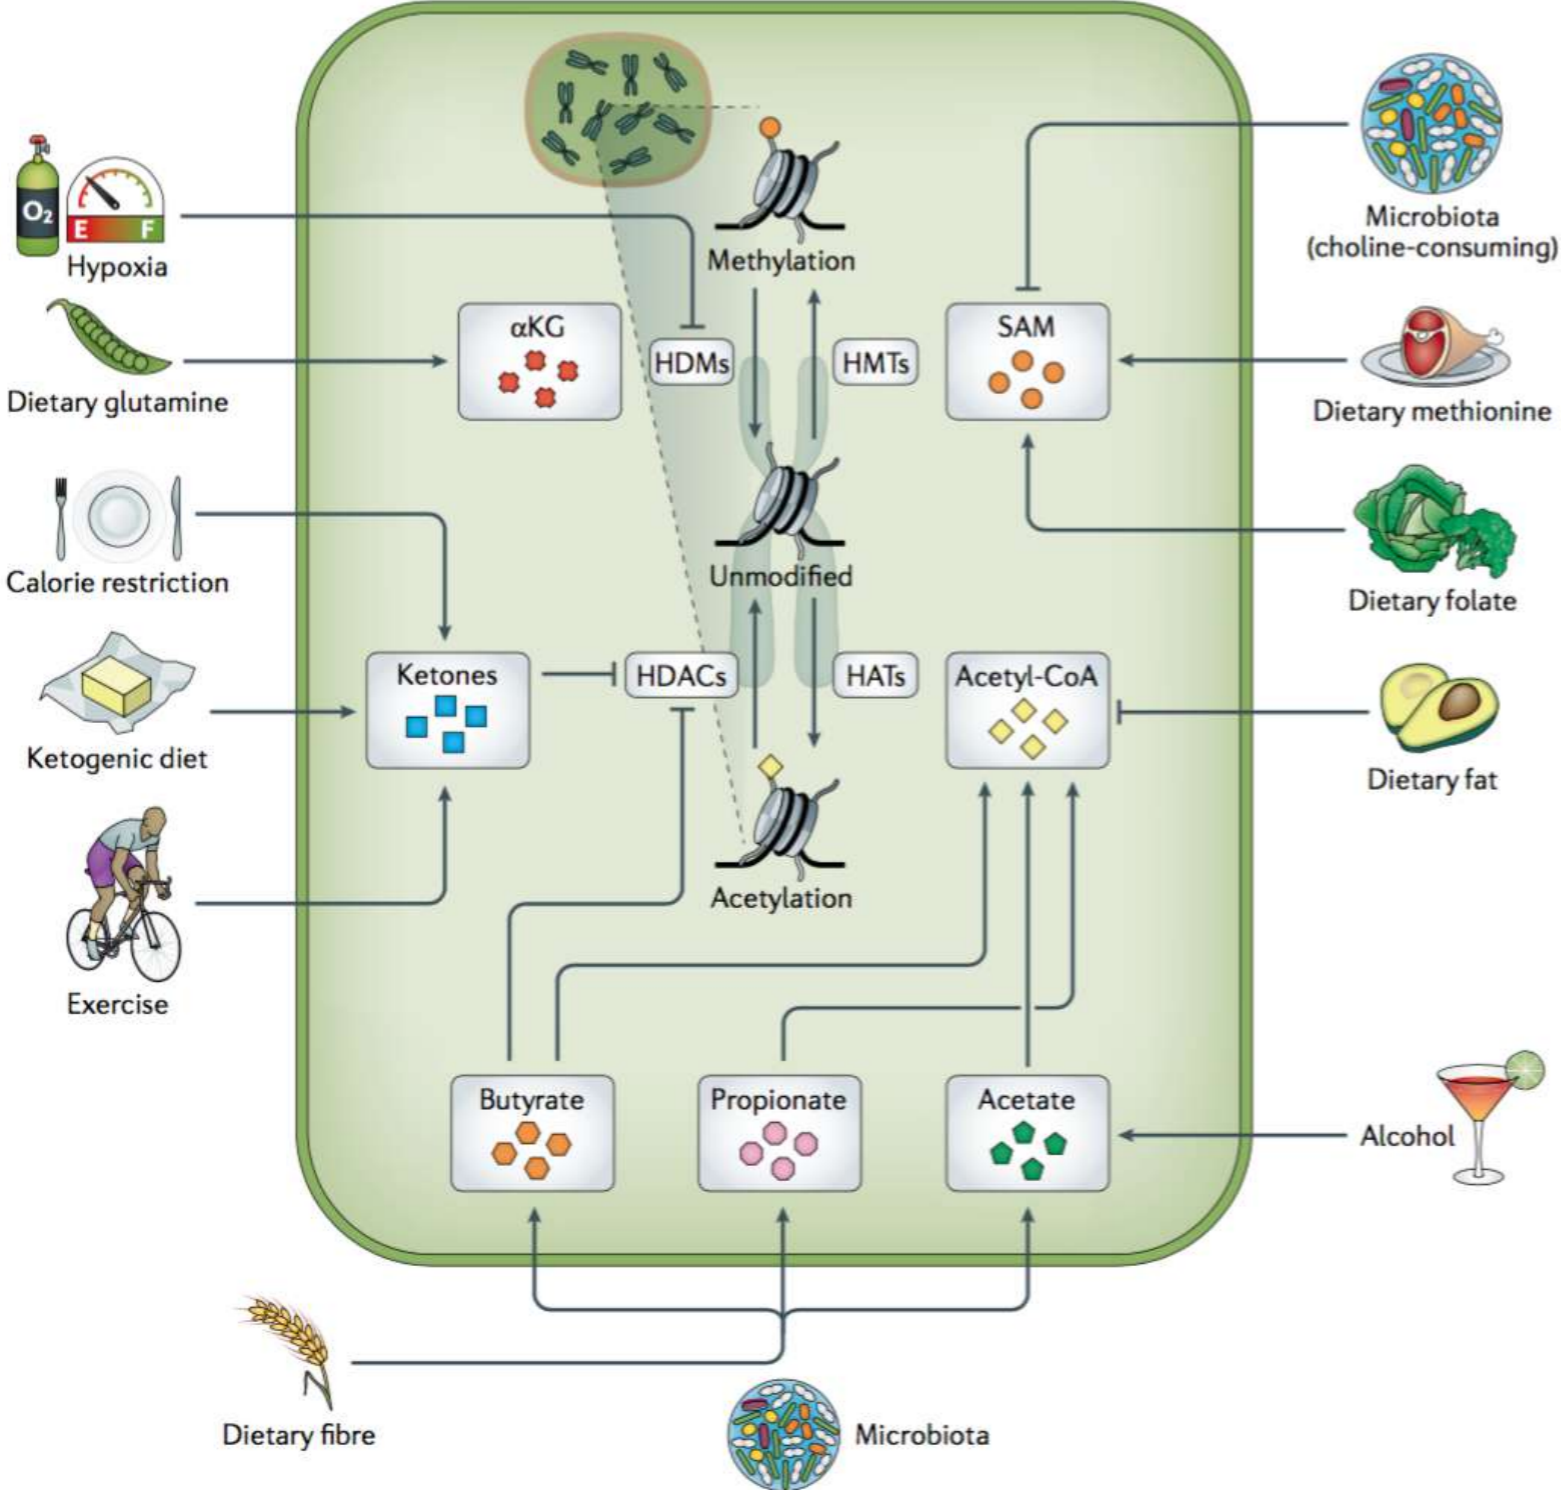 O2
E F
Hypoxia
Dietary glutamine
Calorie restriction
Ketogenic diet
Exercise
Methylation
αKG
HDMs
HMTs
SAM
Unmodified
Ketones
HDACs
HATs
Acetyl-CoA
Acetylation
Butyrate
Propionate
Acetate
Microbiota
(choline-consuming)
Dietary methionine
Dietary folate
Dietary fat
Alcohol
Dietary fibre
Microbiota